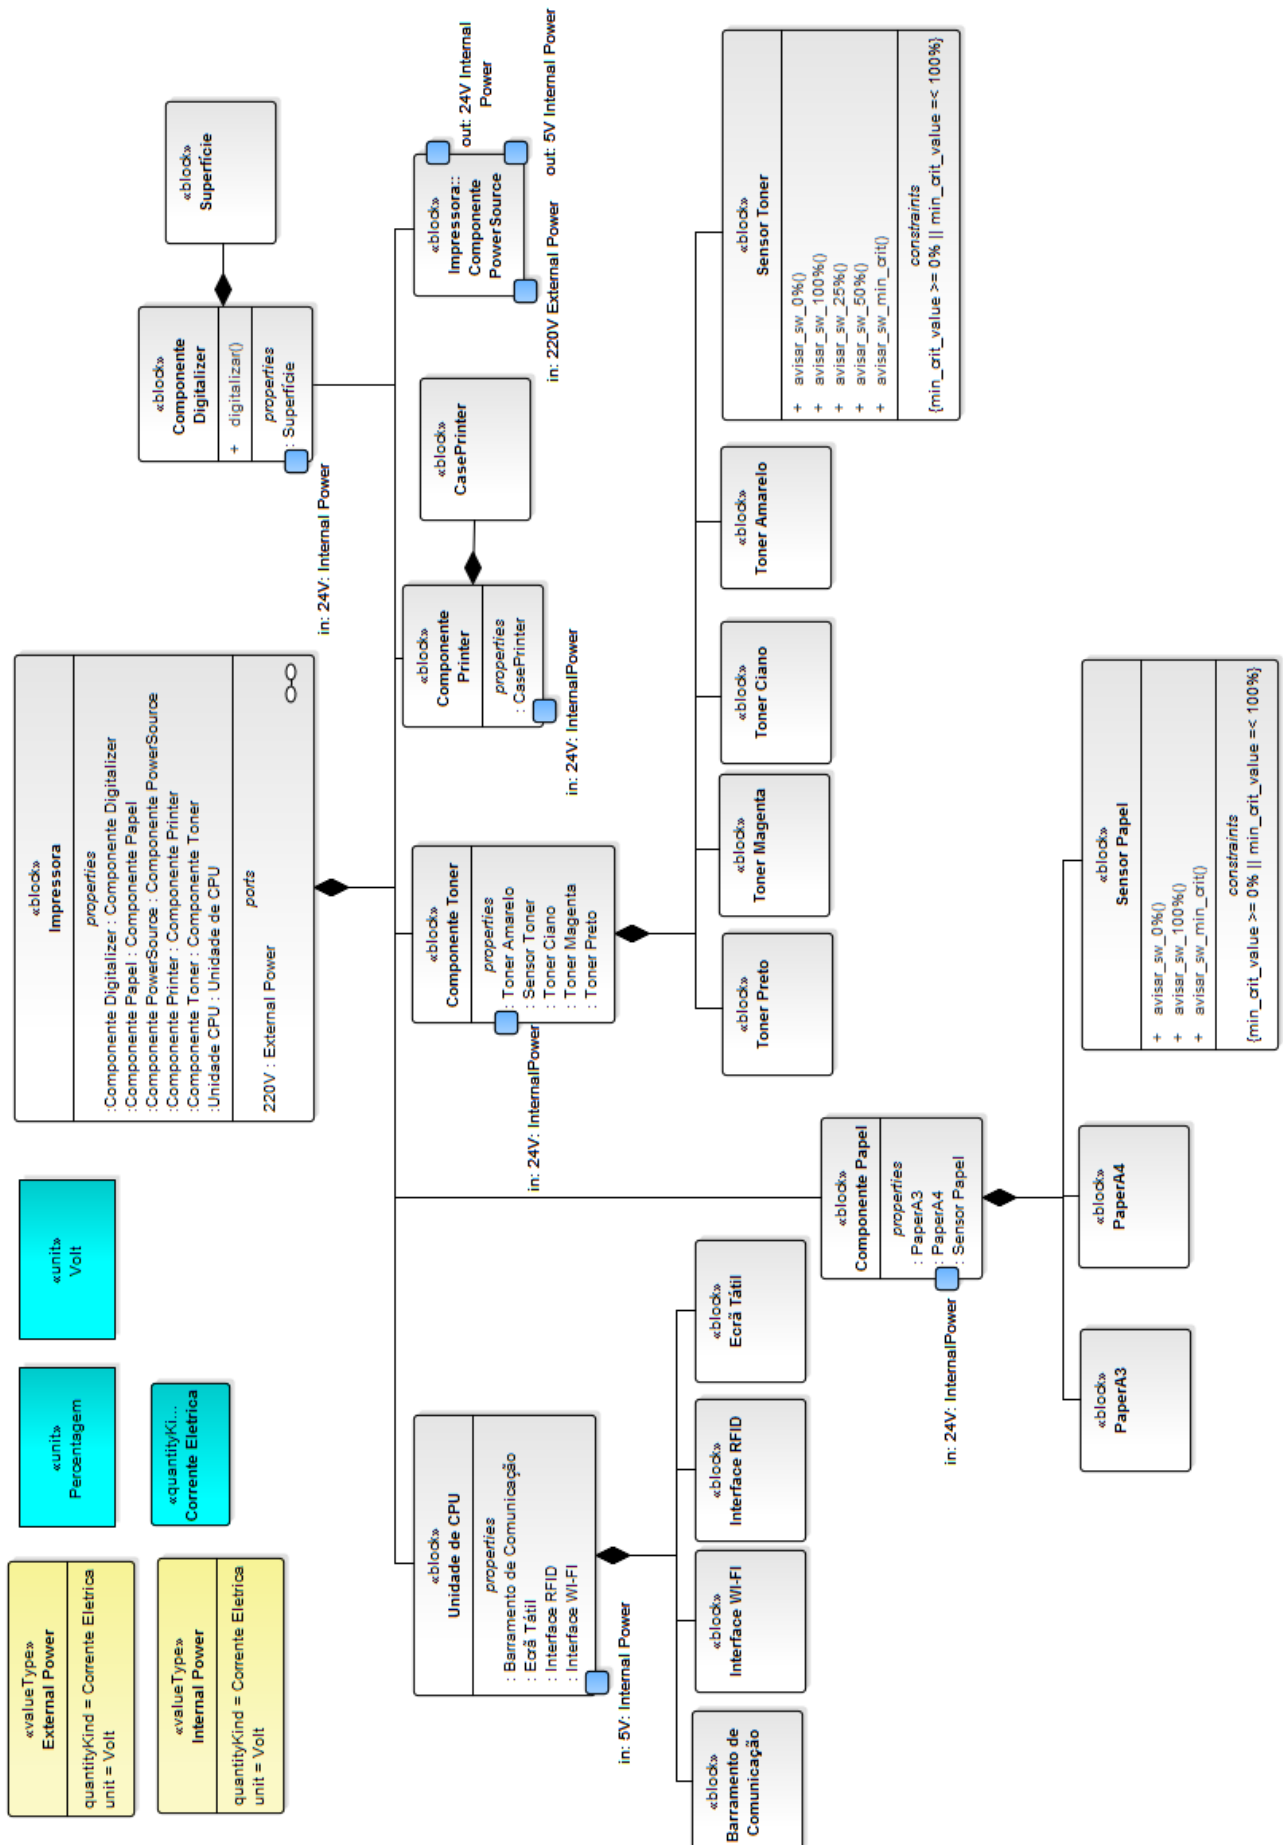 «valueType»
External Power
quantityKind = Corrente Eletrica
unit = Volt
«valueType»
Internal Power
quantityKind = Corrente Eletrica
unit = Volt
«unit»
Percentagem
«unit»
Volt
«quantityKi...
Corrente Eletrica
«block»
Impressora
properties
:Componente Digitalizer : Componente Digitalizer
:Componente Papel : Componente Papel
:Componente PowerSource : Componente PowerSource
:Componente Printer : Componente Printer
:Componente Toner : Componente Toner
:Unidade CPU : Unidade de CPU
ports
220V : External Power
«block»
Componente
Digitalizer
+ digitalizar()
properties
: Superfície
in: 24V: Internal Power
«block»
Superfície
«block»
Unidade de CPU
properties
: Barramento de Comunicação
: Ecrã Tátil
: Interface RFID
: Interface WI-FI
in: 5V: Internal Power
«block»
Componente Toner
properties
: Toner Amarelo
: Sensor Toner
: Toner Ciano
: Toner Magenta
: Toner Preto
in: 24V: InternalPower
«block»
Componente
Printer
properties
: CasePrinter
in: 24V: InternalPower
«block»
CasePrinter
«block»
Impressora::
Componente
PowerSource
out: 24V Internal
Power
out: 5V Internal Power
in: 220V External Power
«block»
Barramento de
Comunicação
«block»
Interface WI-FI
«block»
Interface RFID
«block»
Ecrã Tátil
«block»
Toner Preto
«block»
Toner Magenta
«block»
Toner Ciano
«block»
Toner Amarelo
«block»
Sensor Toner
+ avisar_sw_0%()
+ avisar_sw_100%()
+ avisar_sw_25%()
+ avisar_sw_50%()
+ avisar_sw_min_crit()
constraints
{min_crit_value >= 0% || min_crit_value =< 100%}
«block»
Componente Papel
properties
: PaperA3
: PaperA4
: Sensor Papel
in: 24V: InternalPower
«block»
PaperA3
«block»
PaperA4
«block»
Sensor Papel
+ avisar_sw_0%()
+ avisar_sw_100%()
+ avisar_sw_min_crit()
constraints
{min_crit_value >= 0% || min_crit_value =< 100%}